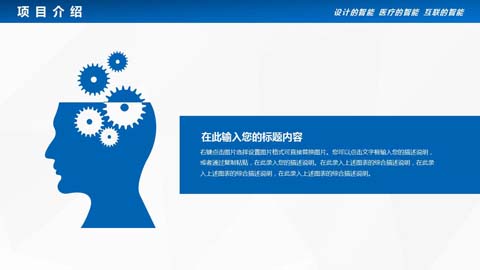 项目介绍
设计的智能 医疗的智能 互联的智能
在此输入您的标题内容
右键点击图片选择设置图片格式可直接替换图片。您可以点击文字框输入您的描述说明，
或者通过复制粘贴，在此录入您的描述说明。在此录入上述图表的综合描述说明，在此录
入上述图表的综合描述说明，在此录入上述图表的综合描述说明。